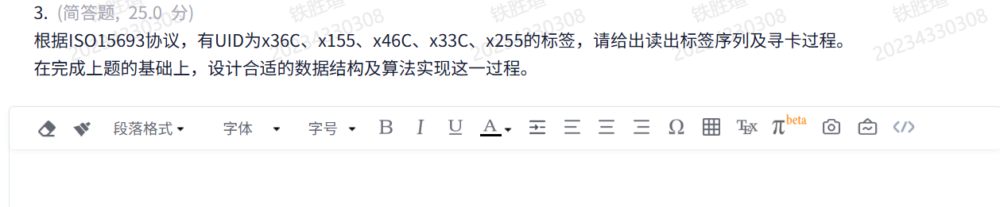 3. (简答题, 25.0 分)
根据ISO15693协议，有UID为x36C、x155、x46C、x33C、x255的标签，请给出读出标签序列及寻卡过程。
在完成上题的基础上，设计合适的数据结构及算法实现这一过程。
段落格式 字体 字号 B I U A Ω TEX π beta </>
铁胜瑄 铁胜瑄 铁胜瑄 铁胜瑄 铁胜瑄
20234330308 20234330308 20234330308 20234330308 20234330308